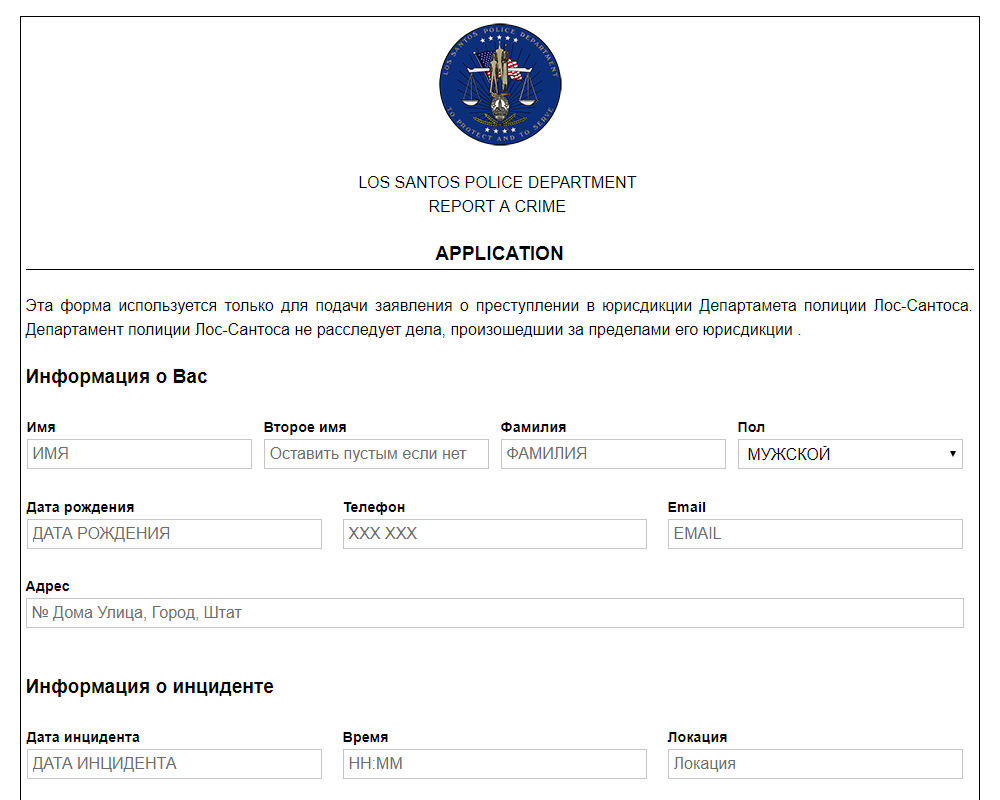 LOS SANTOS POLICE DEPARTMENT
TO PROTECT AND TO SERVE
LOS SANTOS POLICE DEPARTMENT
REPORT A CRIME
APPLICATION
Эта форма используется только для подачи заявления о преступлении в юрисдикции Департамета полиции Лос-Сантоса.
Департамент полиции Лос-Сантоса не расследует дела, произошедшии за пределами его юрисдикции .
Информация о Вас
Имя Второе имя Фамилия Пол
ИМЯ Оставить пустым если нет ФАМИЛИЯ МУЖСКОЙ
Дата рождения Телефон Email
ДАТА РОЖДЕНИЯ XXX XXX EMAIL
Адрес
№ Дома Улица, Город, Штат
Информация о инциденте
Дата инцидента Время Локация
ДАТА ИНЦИДЕНТА HH:MM Локация